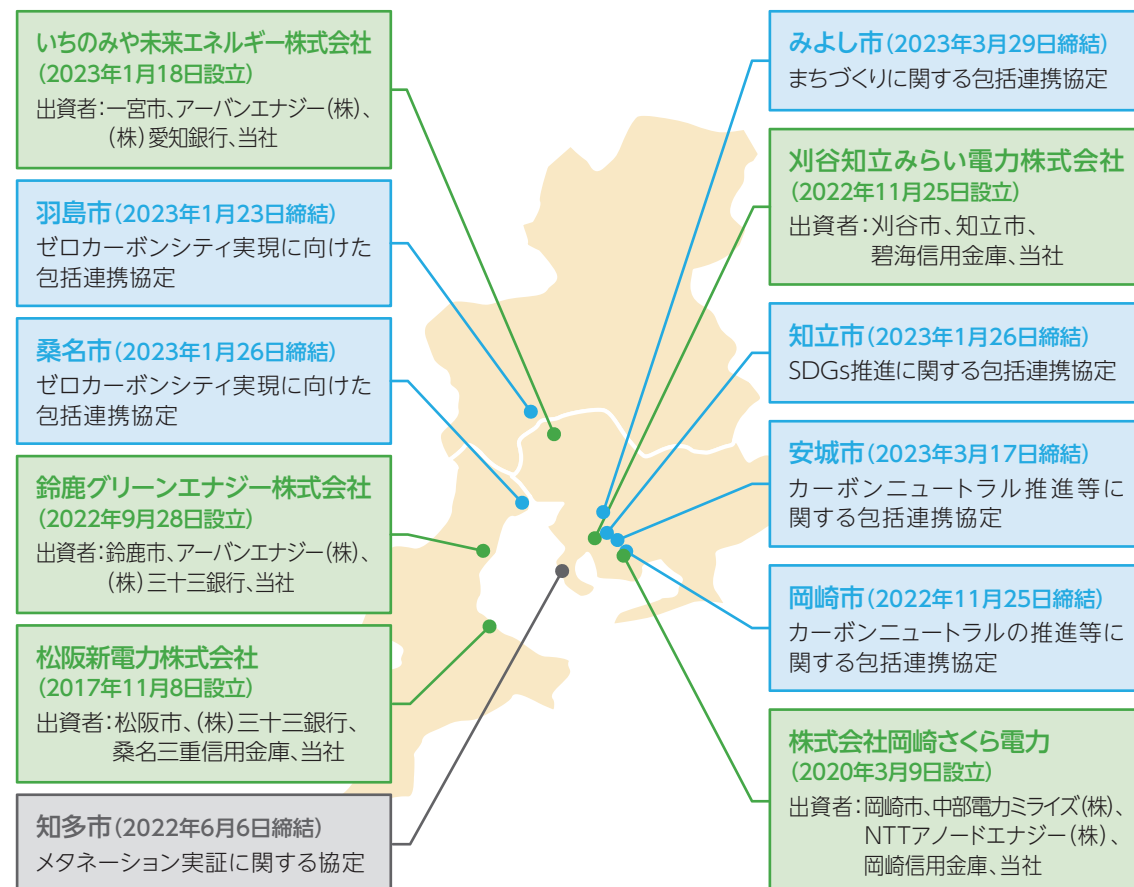 いちのみや未来エネルギー株式会社
(2023年1月18日設立)
出資者:一宮市、アーバンエナジー(株)、
(株)愛知銀行、当社
羽島市(2023年1月23日締結)
ゼロカーボンシティ実現に向けた
包括連携協定
桑名市(2023年1月26日締結)
ゼロカーボンシティ実現に向けた
包括連携協定
鈴鹿グリーンエナジー株式会社
(2022年9月28日設立)
出資者:鈴鹿市、アーバンエナジー(株)、
(株)三十三銀行、当社
松阪新電力株式会社
(2017年11月8日設立)
出資者:松阪市、(株)三十三銀行、
桑名三重信用金庫、当社
知多市(2022年6月6日締結)
メタネーション実証に関する協定
みよし市(2023年3月29日締結)
まちづくりに関する包括連携協定
刈谷知立みらい電力株式会社
(2022年11月25日設立)
出資者:刈谷市、知立市、
碧海信用金庫、当社
知立市(2023年1月26日締結)
SDGs推進に関する包括連携協定
安城市(2023年3月17日締結)
カーボンニュートラル推進等に
関する包括連携協定
岡崎市(2022年11月25日締結)
カーボンニュートラルの推進等に
関する包括連携協定
株式会社岡崎さくら電力
(2020年3月9日設立)
出資者:岡崎市、中部電力ミライズ(株)、
NTTアノードエナジー(株)、
岡崎信用金庫、当社